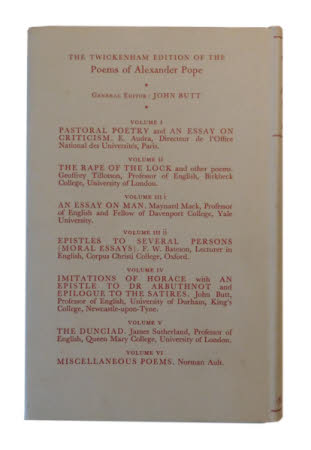 THE TWICKENHAM EDITION OF THE
Poems of Alexander Pope
*
GENERAL EDITOR: JOHN BUTT
*
VOLUME I
PASTORAL POETRY and AN ESSAY ON
CRITICISM. E. Audra, Directeur de l'Office
National des Universités, Paris.
VOLUME II
THE RAPE OF THE LOCK and other poems.
Geoffrey Tillotson, Professor of English, Birkbeck
College, University of London.
VOLUME III i
AN ESSAY ON MAN. Maynard Mack, Professor
of English and Fellow of Davenport College, Yale
University.
VOLUME III ii
EPISTLES TO SEVERAL PERSONS
(MORAL ESSAYS). F. W. Bateson, Lecturer in
English, Corpus Christi College, Oxford.
VOLUME IV
IMITATIONS OF HORACE with AN
EPISTLE TO DR ARBUTHNOT and
EPILOGUE TO THE SATIRES. John Butt,
Professor of English, University of Durham, King's
College, Newcastle-upon-Tyne.
VOLUME V
THE DUNCIAD. James Sutherland, Professor of
English, Queen Mary College, University of London.
VOLUME VI
MISCELLANEOUS POEMS. Norman Ault.